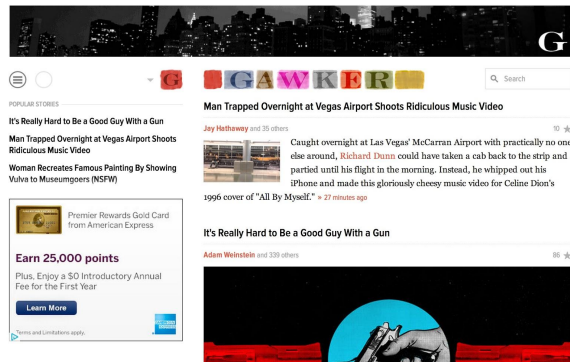 G
G
GAWKER
Search
POPULAR STORIES
It's Really Hard to Be a Good Guy With a Gun
Man Trapped Overnight at Vegas Airport Shoots
Ridiculous Music Video
Woman Recreates Famous Painting By Showing
Vulva to Museumgoers (NSFW)
Premier Rewards Gold Card
from American Express
Earn 25,000 points
Plus, Enjoy a $0 Introductory Annual
Fee for the First Year
Learn More
Terms and Limitations apply.
Man Trapped Overnight at Vegas Airport Shoots Ridiculous Music Video
Jay Hathaway and 35 others
10
Caught overnight at Las Vegas' McCarran Airport with practically no one
else around, Richard Dunn could have taken a cab back to the strip and
partied until his flight in the morning. Instead, he whipped out his
iPhone and made this gloriously cheesy music video for Celine Dion's
1996 cover of "All By Myself." » 27 minutes ago
It's Really Hard to Be a Good Guy With a Gun
Adam Weinstein and 339 others
86